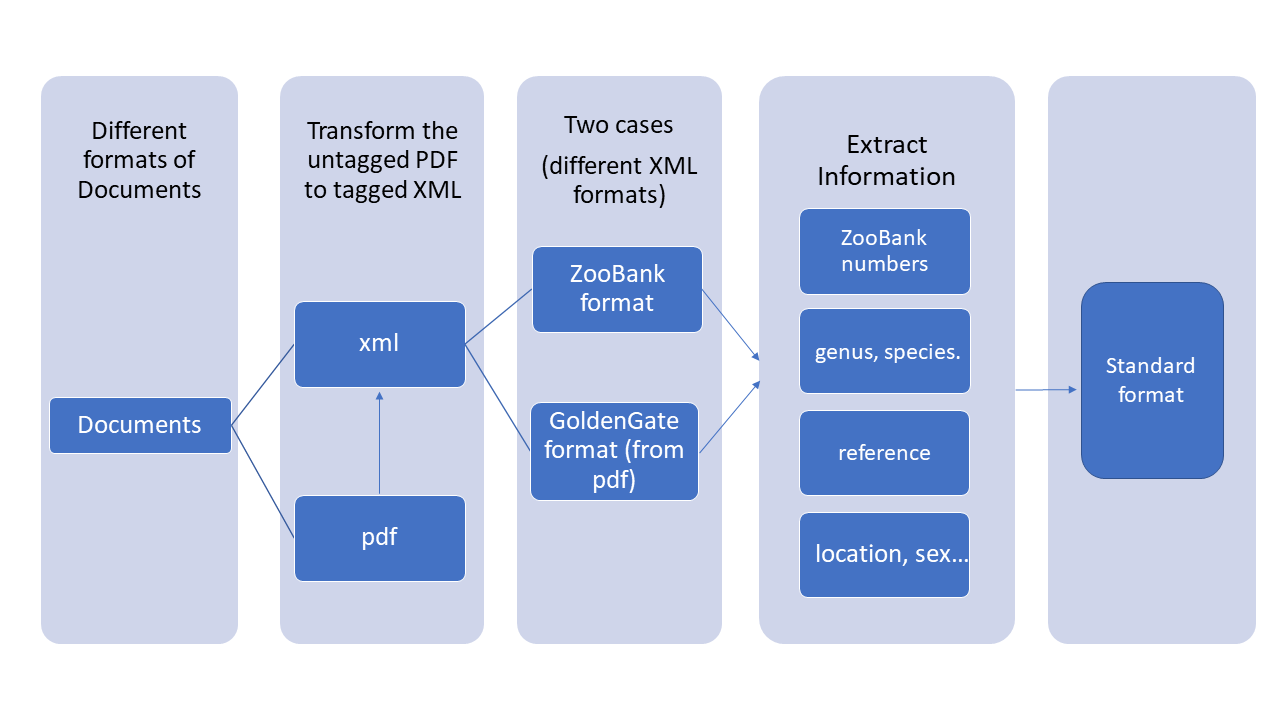 Different
formats of
Documents
Documents
Transform the
untagged PDF
to tagged XML
xml
pdf
Two cases
(different XML
formats)
ZooBank
format
GoldenGate
format (from
pdf)
Extract
Information
ZooBank
numbers
genus, species.
reference
location, sex...
Standard
format